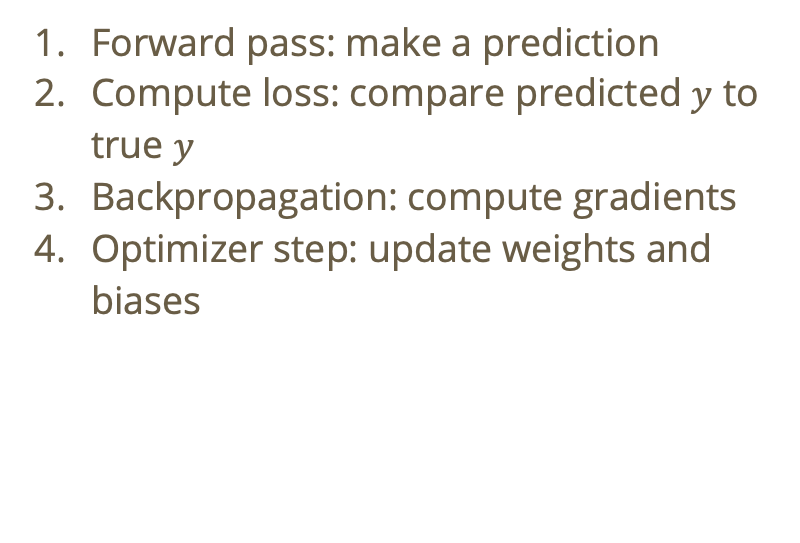 1. Forward pass: make a prediction
2. Compute loss: compare predicted y to
true y
3. Backpropagation: compute gradients
4. Optimizer step: update weights and
biases